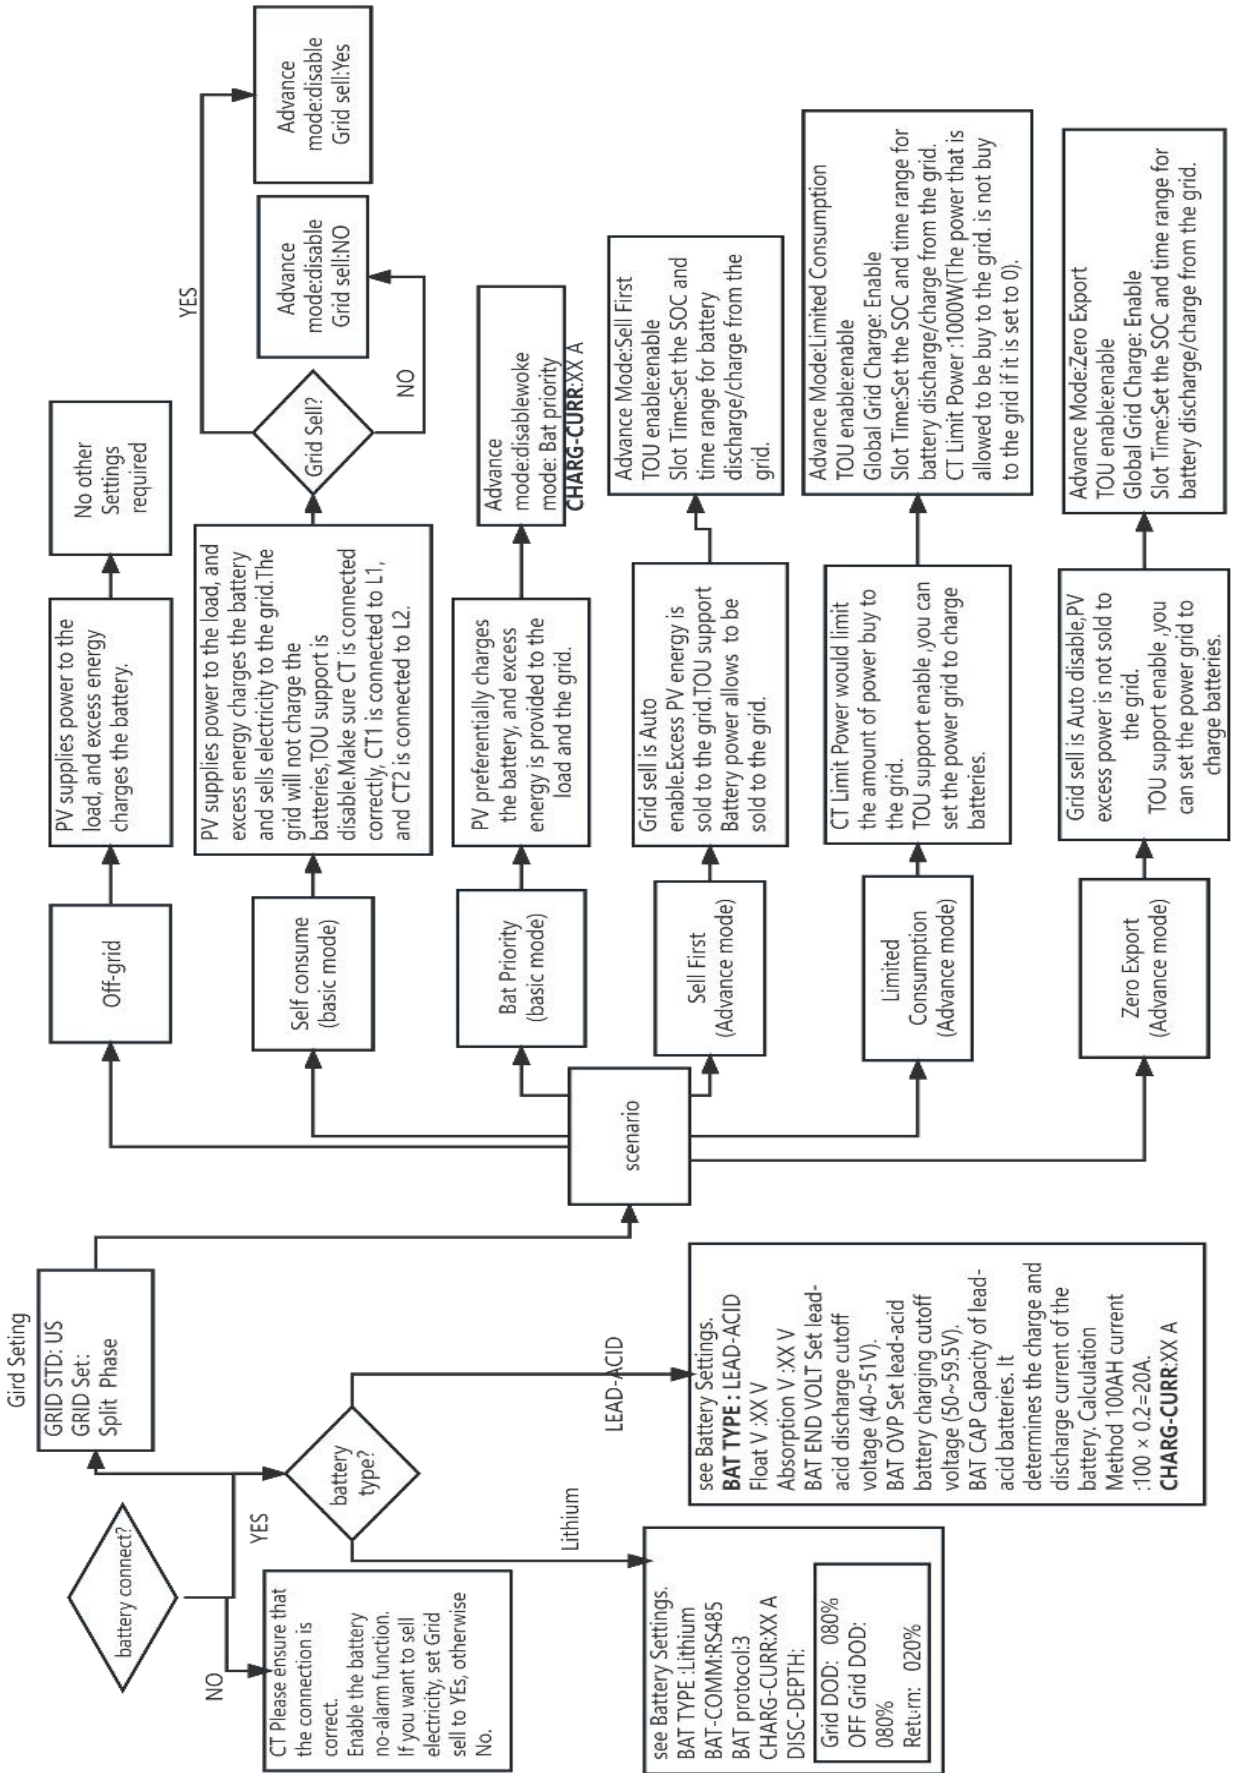 battery connect?
NO
CT Please ensure that
the connection is
correct.
Enable the battery
no-alarm function.
If you want to sell
electricity, set Grid
sell to YEs, otherwise
No.
YES
Gird Seting
GRID STD: US
GRID Set:
Split Phase
battery
type?
Lithium
see Battery Settings.
BAT TYPE :Lithium
BAT-COMM:RS485
BAT protocol:3
CHARG-CURR:XX A
DISC-DEPTH:
Grid DOD: 080%
OFF Grid DOD:
080%
Return: 020%
LEAD-ACID
see Battery Settings.
BAT TYPE : LEAD-ACID
Float V :XX V
Absorption V :XX V
BAT END VOLT Set lead-
acid discharge cutoff
voltage (40~51V).
BAT OVP Set lead-acid
battery charging cutoff
voltage (50~59.5V).
BAT CAP Capacity of lead-
acid batteries. It
determines the charge and
discharge current of the
battery. Calculation
Method 100AH current
:100 × 0.2=20A.
CHARG-CURR:XX A
scenario
Off-grid
PV supplies power to the
load, and excess energy
charges the battery.
No other
Settings
required
Self consume
(basic mode)
PV supplies power to the load, and
excess energy charges the battery
and sells electricity to the grid.The
grid will not charge the
batteries,TOU support is
disable.Make sure CT is connected
correctly, CT1 is connected to L1,
and CT2 is connected to L2.
Grid Sell?
YES
NO
Advance
mode:disable
Grid sell:NO
Advance
mode:disable
Grid sell:Yes
Bat Priority
(basic mode)
PV preferentially charges
the battery, and excess
energy is provided to the
load and the grid.
Advance
mode:disablewoke
mode: Bat priority
CHARG-CURR:XX A
Sell First
(Advance mode)
Grid sell is Auto
enable.Excess PV energy is
sold to the grid.TOU support
Battery power allows to be
sold to the grid.
Advance Mode:Sell First
TOU enable:enable
Slot Time:Set the SOC and
time range for battery
discharge/charge from the
grid.
Limited
Consumption
(Advance mode)
CT Limit Power would limit
the amount of power buy to
the grid.
TOU support enable ,you can
set the power grid to charge
batteries.
Advance Mode:Limited Consumption
TOU enable:enable
Global Grid Charge: Enable
Slot Time:Set the SOC and time range for
battery discharge/charge from the grid.
CT Limit Power :1000W(The power that is
allowed to be buy to the grid. is not buy
to the grid if it is set to 0).
Zero Export
(Advance mode)
Grid sell is Auto disable,PV
excess power is not sold to
the grid.
TOU support enable ,you
can set the power grid to
charge batteries.
Advance Mode:Zero Export
TOU enable:enable
Global Grid Charge: Enable
Slot Time:Set the SOC and time range for
battery discharge/charge from the grid.